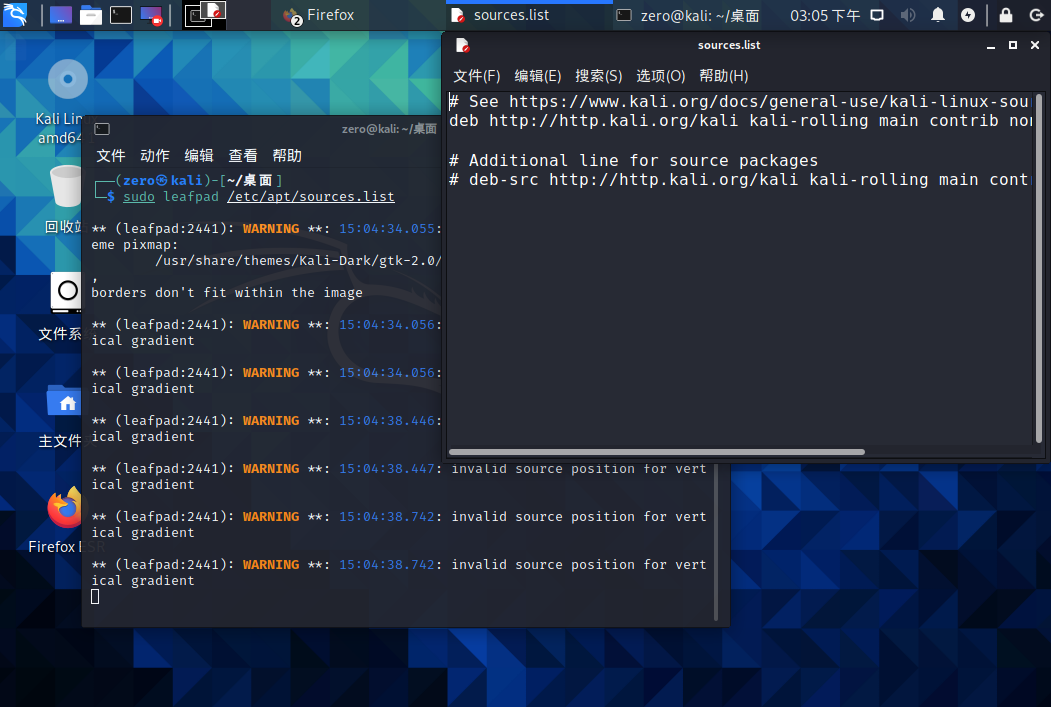 2
Firefox
sources.list
zero@kali: ~/桌面
03:05 下午
Kali Lin
amd64
回收站
文件系
主文件
Firefox ESR
zero@kali: ~/桌面
文件 动作 编辑 查看 帮助
┌──(zero㉿kali)-[~/桌面]
└─$ sudo leafpad /etc/apt/sources.list
** (leafpad:2441): WARNING **: 15:04:34.055:
eme pixmap:
/usr/share/themes/Kali-Dark/gtk-2.0/
,
borders don't fit within the image
** (leafpad:2441): WARNING **: 15:04:34.056:
ical gradient
** (leafpad:2441): WARNING **: 15:04:34.056:
ical gradient
** (leafpad:2441): WARNING **: 15:04:38.446:
ical gradient
** (leafpad:2441): WARNING **: 15:04:38.447: invalid source position for vert
ical gradient
** (leafpad:2441): WARNING **: 15:04:38.742: invalid source position for vert
ical gradient
** (leafpad:2441): WARNING **: 15:04:38.742: invalid source position for vert
ical gradient
sources.list
文件(F) 编辑(E) 搜索(S) 选项(O) 帮助(H)
# See https://www.kali.org/docs/general-use/kali-linux-sou
deb http://http.kali.org/kali kali-rolling main contrib non
# Additional line for source packages
# deb-src http://http.kali.org/kali kali-rolling main cont